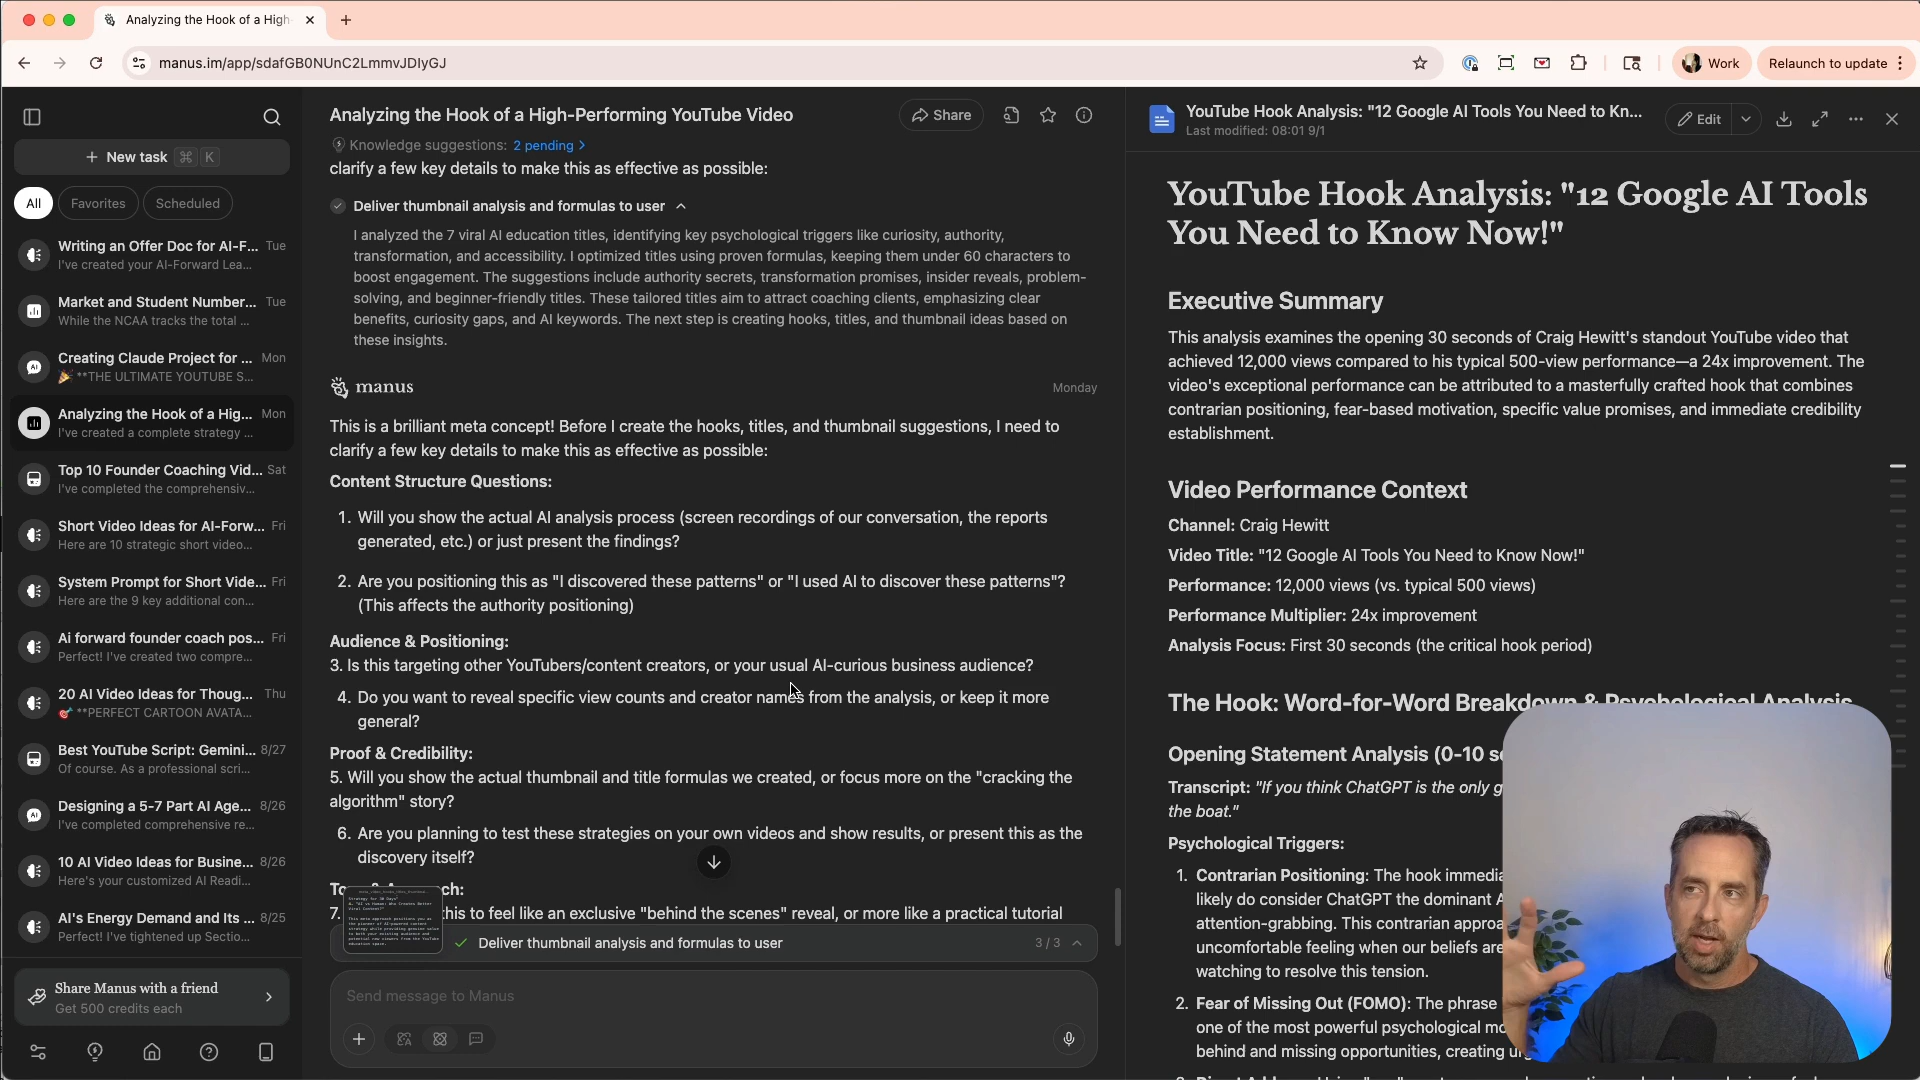 Analyzing the Hook of a High-
manus.im/app/sdafGB0NUnC2LmmvJDIyGJ
Work
Relaunch to update
New task ⌘ K
All
Favorites
Scheduled
Writing an Offer Doc for AI-F... Tue
I've created your AI-Forward Lea...
Market and Student Number... Tue
While the NCAA tracks the total ...
Creating Claude Project for ... Mon
🎉 **THE ULTIMATE YOUTUBE S...
Analyzing the Hook of a Hig... Mon
I've created a complete strategy ...
Top 10 Founder Coaching Vid... Sat
I've completed the comprehensiv...
Short Video Ideas for AI-Forw... Fri
Here are 10 strategic short video...
System Prompt for Short Vide... Fri
Here are the 9 key additional con...
Ai forward founder coach pos... Fri
Perfect! I've created two compre...
20 AI Video Ideas for Thoug... Thu
🎯 **PERFECT CARTOON AVATA...
Best YouTube Script: Gemini... 8/27
Of course. As a professional scri...
Designing a 5-7 Part AI Age... 8/26
I've completed comprehensive re...
10 AI Video Ideas for Busine... 8/26
Here's your customized AI Readi...
AI's Energy Demand and Its ... 8/25
Perfect! I've tightened up Sectio...
Share Manus with a friend
Get 500 credits each
Analyzing the Hook of a High-Performing YouTube Video
Share
Knowledge suggestions: 2 pending
clarify a few key details to make this as effective as possible:
Deliver thumbnail analysis and formulas to user
I analyzed the 7 viral AI education titles, identifying key psychological triggers like curiosity, authority,
transformation, and accessibility. I optimized titles using proven formulas, keeping them under 60 characters to
boost engagement. The suggestions include authority secrets, transformation promises, insider reveals, problem-
solving, and beginner-friendly titles. These tailored titles aim to attract coaching clients, emphasizing clear
benefits, curiosity gaps, and AI keywords. The next step is creating hooks, titles, and thumbnail ideas based on
these insights.
manus
Monday
This is a brilliant meta concept! Before I create the hooks, titles, and thumbnail suggestions, I need to
clarify a few key details to make this as effective as possible:
Content Structure Questions:
1. Will you show the actual AI analysis process (screen recordings of our conversation, the reports
generated, etc.) or just present the findings?
2. Are you positioning this as "I discovered these patterns" or "I used AI to discover these patterns"?
(This affects the authority positioning)
Audience & Positioning:
3. Is this targeting other YouTubers/content creators, or your usual AI-curious business audience?
4. Do you want to reveal specific view counts and creator names from the analysis, or keep it more
general?
Proof & Credibility:
5. Will you show the actual thumbnail and title formulas we created, or focus more on the "cracking the
algorithm" story?
6. Are you planning to test these strategies on your own videos and show results, or present this as the
discovery itself?
7. this to feel like an exclusive "behind the scenes" reveal, or more like a practical tutorial
Deliver thumbnail analysis and formulas to user
3 / 3
Send message to Manus
YouTube Hook Analysis: "12 Google AI Tools You Need to Kn...
Last modified: 08:01 9/1
Edit
YouTube Hook Analysis: "12 Google AI Tools
You Need to Know Now!"
Executive Summary
This analysis examines the opening 30 seconds of Craig Hewitt's standout YouTube video that
achieved 12,000 views compared to his typical 500-view performance—a 24x improvement. The
video's exceptional performance can be attributed to a masterfully crafted hook that combines
contrarian positioning, fear-based motivation, specific value promises, and immediate credibility
establishment.
Video Performance Context
Channel: Craig Hewitt
Video Title: "12 Google AI Tools You Need to Know Now!"
Performance: 12,000 views (vs. typical 500 views)
Performance Multiplier: 24x improvement
Analysis Focus: First 30 seconds (the critical hook period)
The Hook: Word-for-Word Breakdown & Psychological Analysis
Opening Statement Analysis (0-10 se
Transcript: "If you think ChatGPT is the only g
the boat."
Psychological Triggers:
1. Contrarian Positioning: The hook immedia
likely do consider ChatGPT the dominant A
attention-grabbing. This contrarian approa
uncomfortable feeling when our beliefs are
watching to resolve this tension.
2. Fear of Missing Out (FOMO): The phrase
one of the most powerful psychological mo
behind and missing opportunities, creating